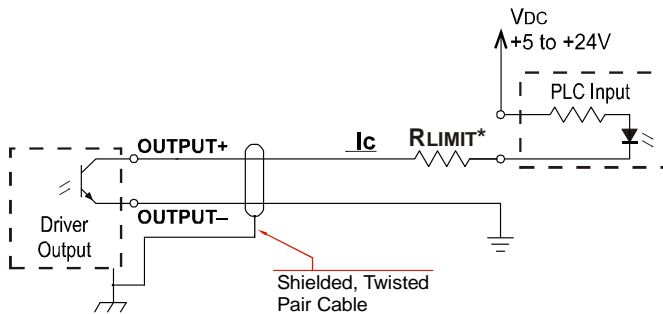 VDC
+5 to +24V
PLC Input
OUTPUT+
Ic
RLIMIT*
OUTPUT–
Driver
Output
Shielded, Twisted
Pair Cable